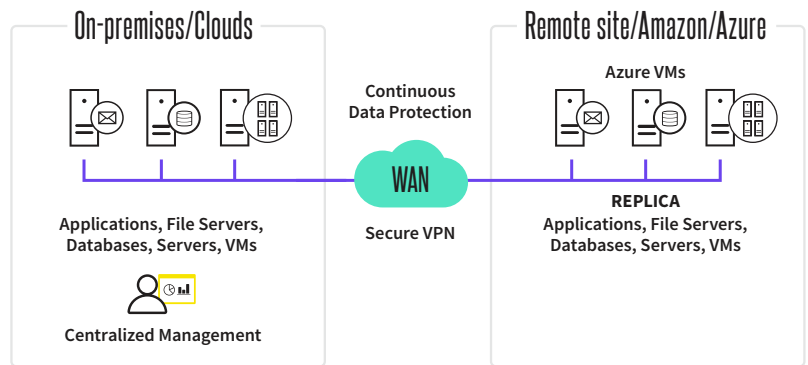 On-premises/Clouds
Applications, File Servers,
Databases, Servers, VMs
Centralized Management
Continuous
Data Protection
WAN
Secure VPN
Remote site/Amazon/Azure
Azure VMs
REPLICA
Applications, File Servers,
Databases, Servers, VMs